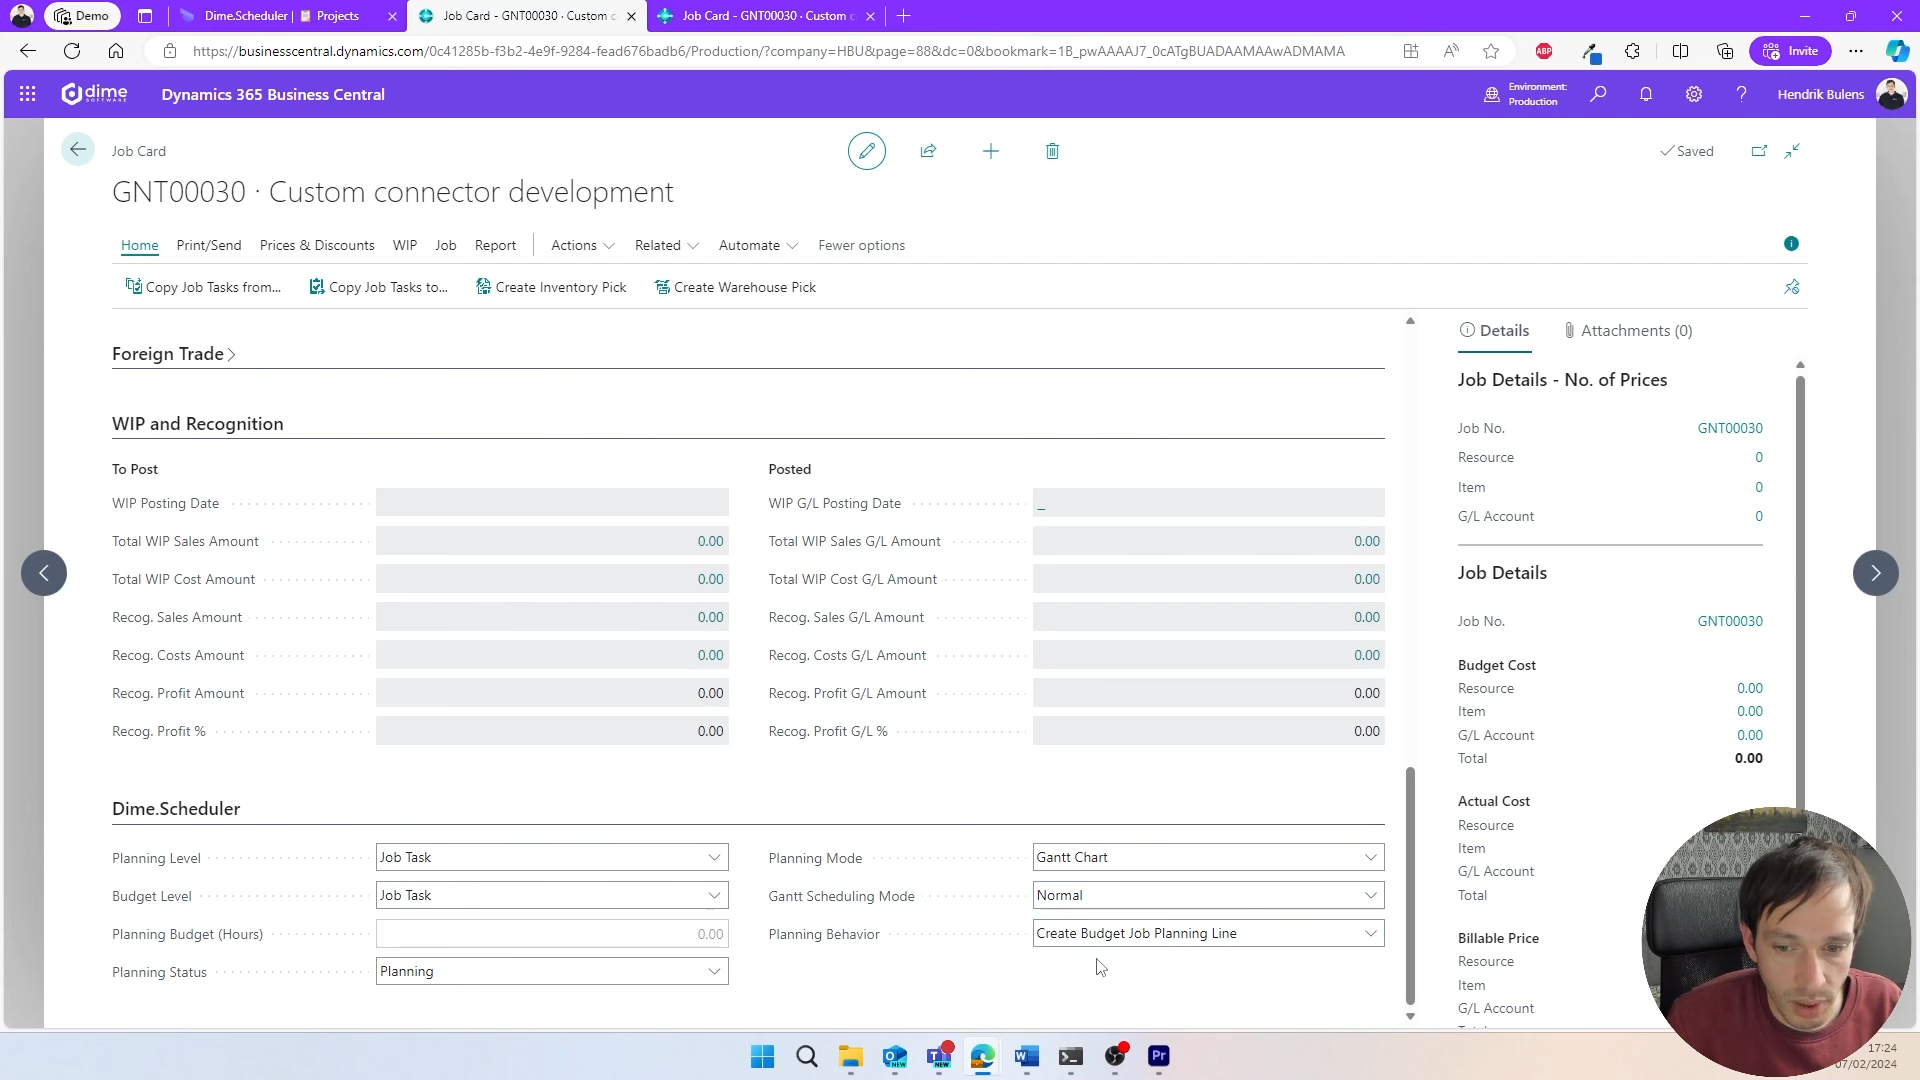 Demo
Dime.Scheduler | 📋 Projects
Job Card - GNT00030 · Custom c
Job Card - GNT00030 · Custom c
https://businesscentral.dynamics.com/0c41285b-f3b2-4e9f-9284-fead676badb6/Production/?company=HBU&page=88&dc=0&bookmark=1B_pwAAAAJ7_0cATgBUADAAMAAwADMAMA
ABP
Invite
dime
SOFTWARE
Dynamics 365 Business Central
Environment:
Production
Hendrik Bulens
Job Card
Saved
GNT00030 · Custom connector development
Home
Print/Send
Prices & Discounts
WIP
Job
Report
Actions
Related
Automate
Fewer options
Copy Job Tasks from...
Copy Job Tasks to...
Create Inventory Pick
Create Warehouse Pick
Foreign Trade
WIP and Recognition
To Post
WIP Posting Date
Total WIP Sales Amount 0.00
Total WIP Cost Amount 0.00
Recog. Sales Amount 0.00
Recog. Costs Amount 0.00
Recog. Profit Amount 0.00
Recog. Profit % 0.00
Posted
WIP G/L Posting Date _
Total WIP Sales G/L Amount 0.00
Total WIP Cost G/L Amount 0.00
Recog. Sales G/L Amount 0.00
Recog. Costs G/L Amount 0.00
Recog. Profit G/L Amount 0.00
Recog. Profit G/L % 0.00
Dime.Scheduler
Planning Level Job Task
Budget Level Job Task
Planning Budget (Hours) 0.00
Planning Status Planning
Planning Mode Gantt Chart
Gantt Scheduling Mode Normal
Planning Behavior Create Budget Job Planning Line
Details
Attachments (0)
Job Details - No. of Prices
Job No. GNT00030
Resource 0
Item 0
G/L Account 0
Job Details
Job No. GNT00030
Budget Cost
Resource 0.00
Item 0.00
G/L Account 0.00
Total 0.00
Actual Cost
Resource
Item
G/L Account
Total
Billable Price
Resource
Item
G/L Account
NEW
NEW
Pr
17:24
07/02/2024